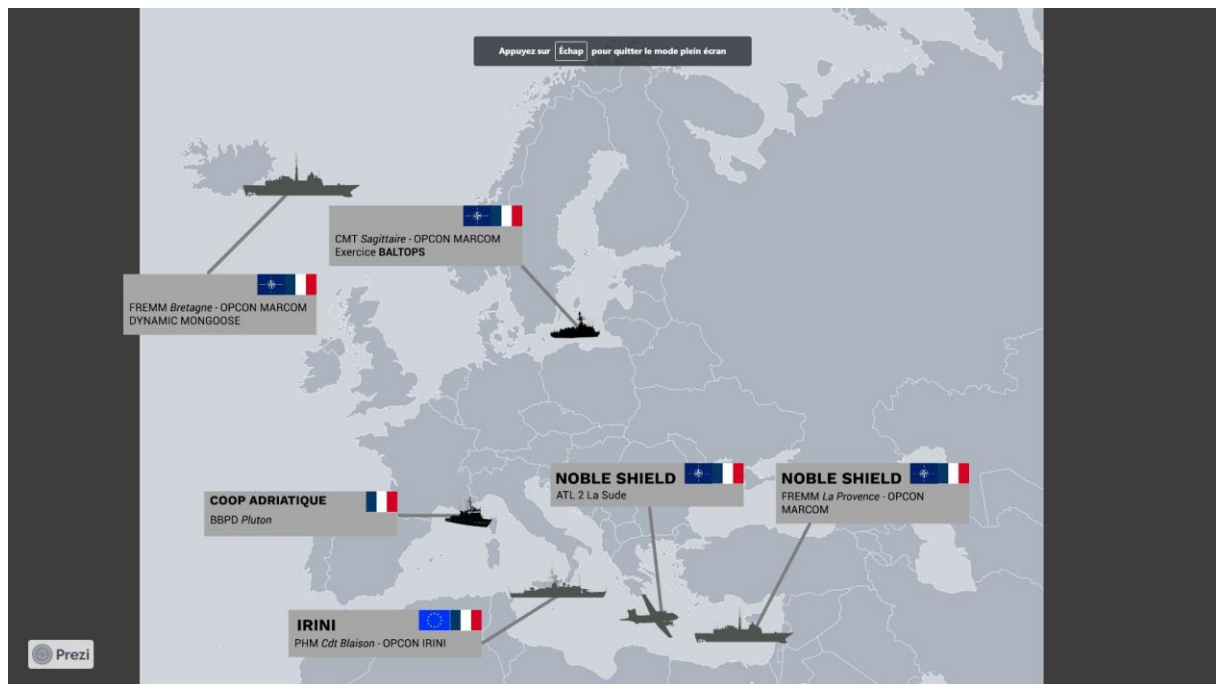 Appuyez sur Échap pour quitter le mode plein écran
CMT Sagittaire - OPCON MARCOM
Exercice BALTOPS
FREMM Bretagne - OPCON MARCOM
DYNAMIC MONGOOSE
NOBLE SHIELD
ATL 2 La Sude
NOBLE SHIELD
FREMM La Provence - OPCON
MARCOM
COOP ADRIATIQUE
BBPD Pluton
IRINI
PHM Cdt Blaison - OPCON IRINI
Prezi